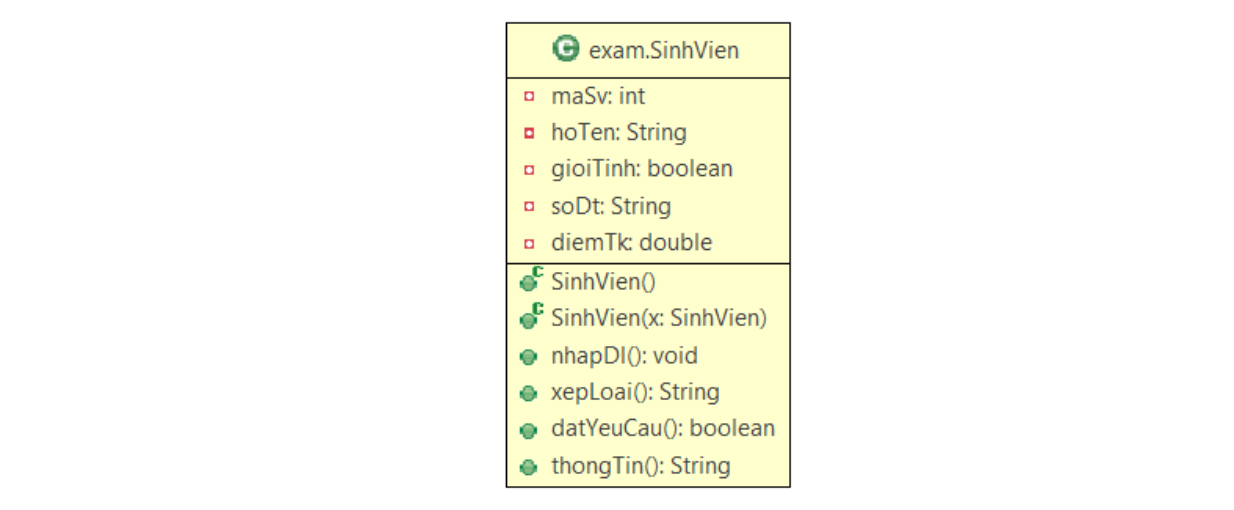 exam.SinhVien
maSv: int
hoTen: String
gioiTinh: boolean
soDt: String
diemTk: double
SinhVien()
SinhVien(x: SinhVien)
nhapDl(): void
xepLoai(): String
datYeuCau(): boolean
thongTin(): String